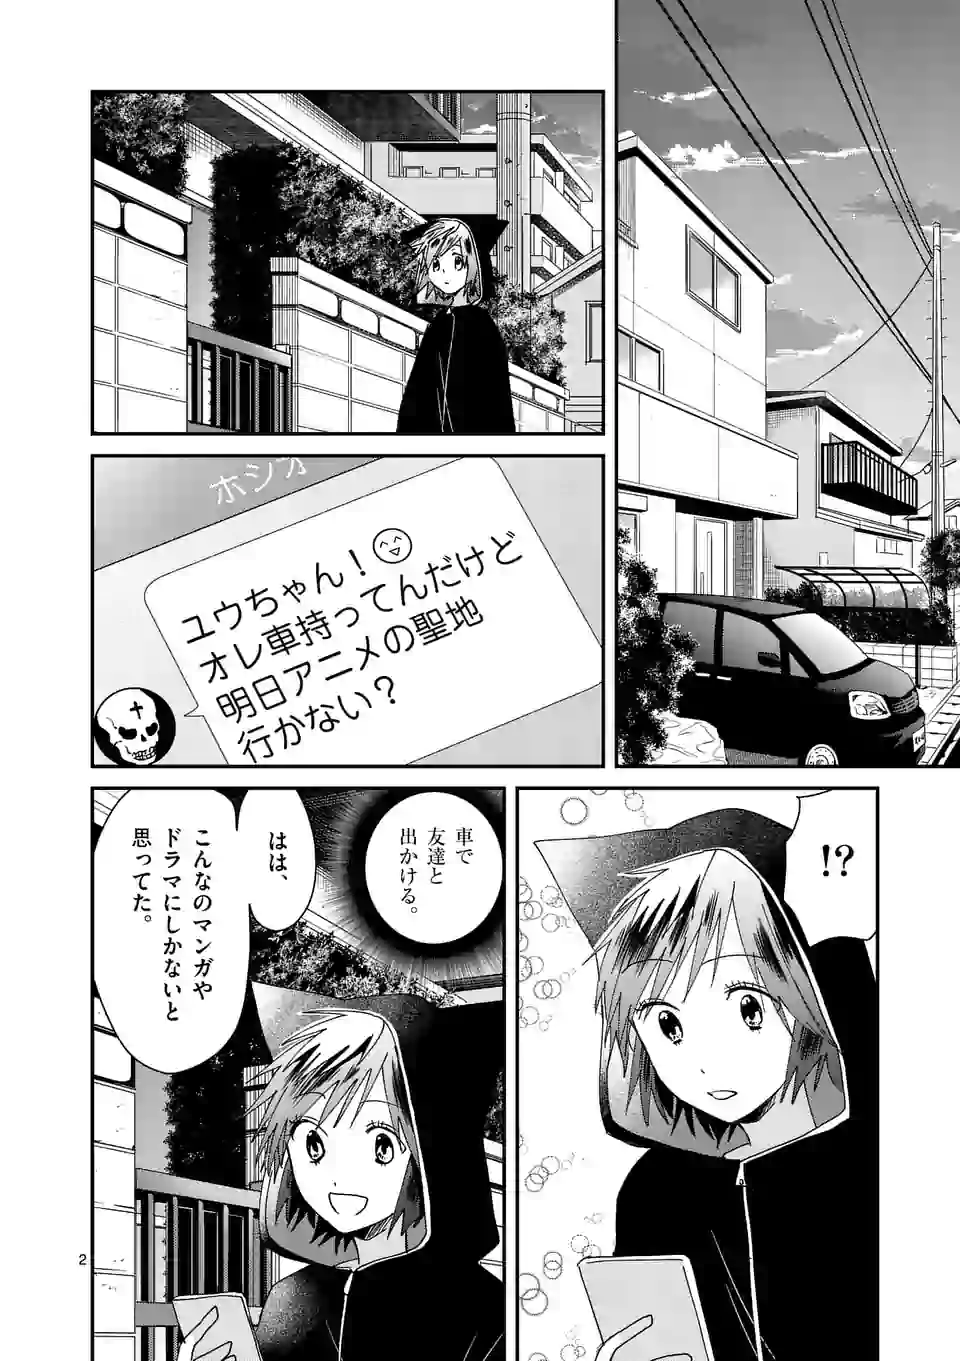 ホシオ
ユウちゃん！
オレ車持ってんだけど
明日アニメの聖地
行かない？
!?
車で
友達と
出かける。
はは、
こんなのマンガや
ドラマにしかないと
思ってた。
2